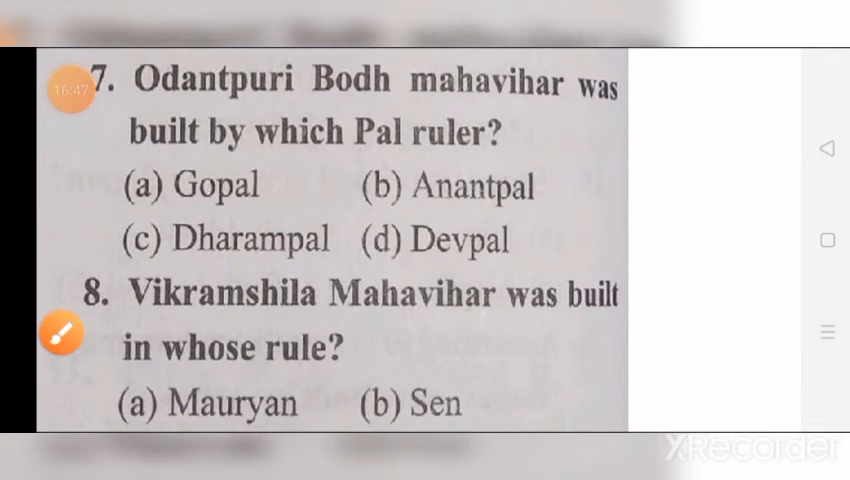 16:47
7. Odantpuri Bodh mahavihar was
built by which Pal ruler?
(a) Gopal (b) Anantpal
(c) Dharampal (d) Devpal
8. Vikramshila Mahavihar was built
in whose rule?
(a) Mauryan (b) Sen
XRecorder